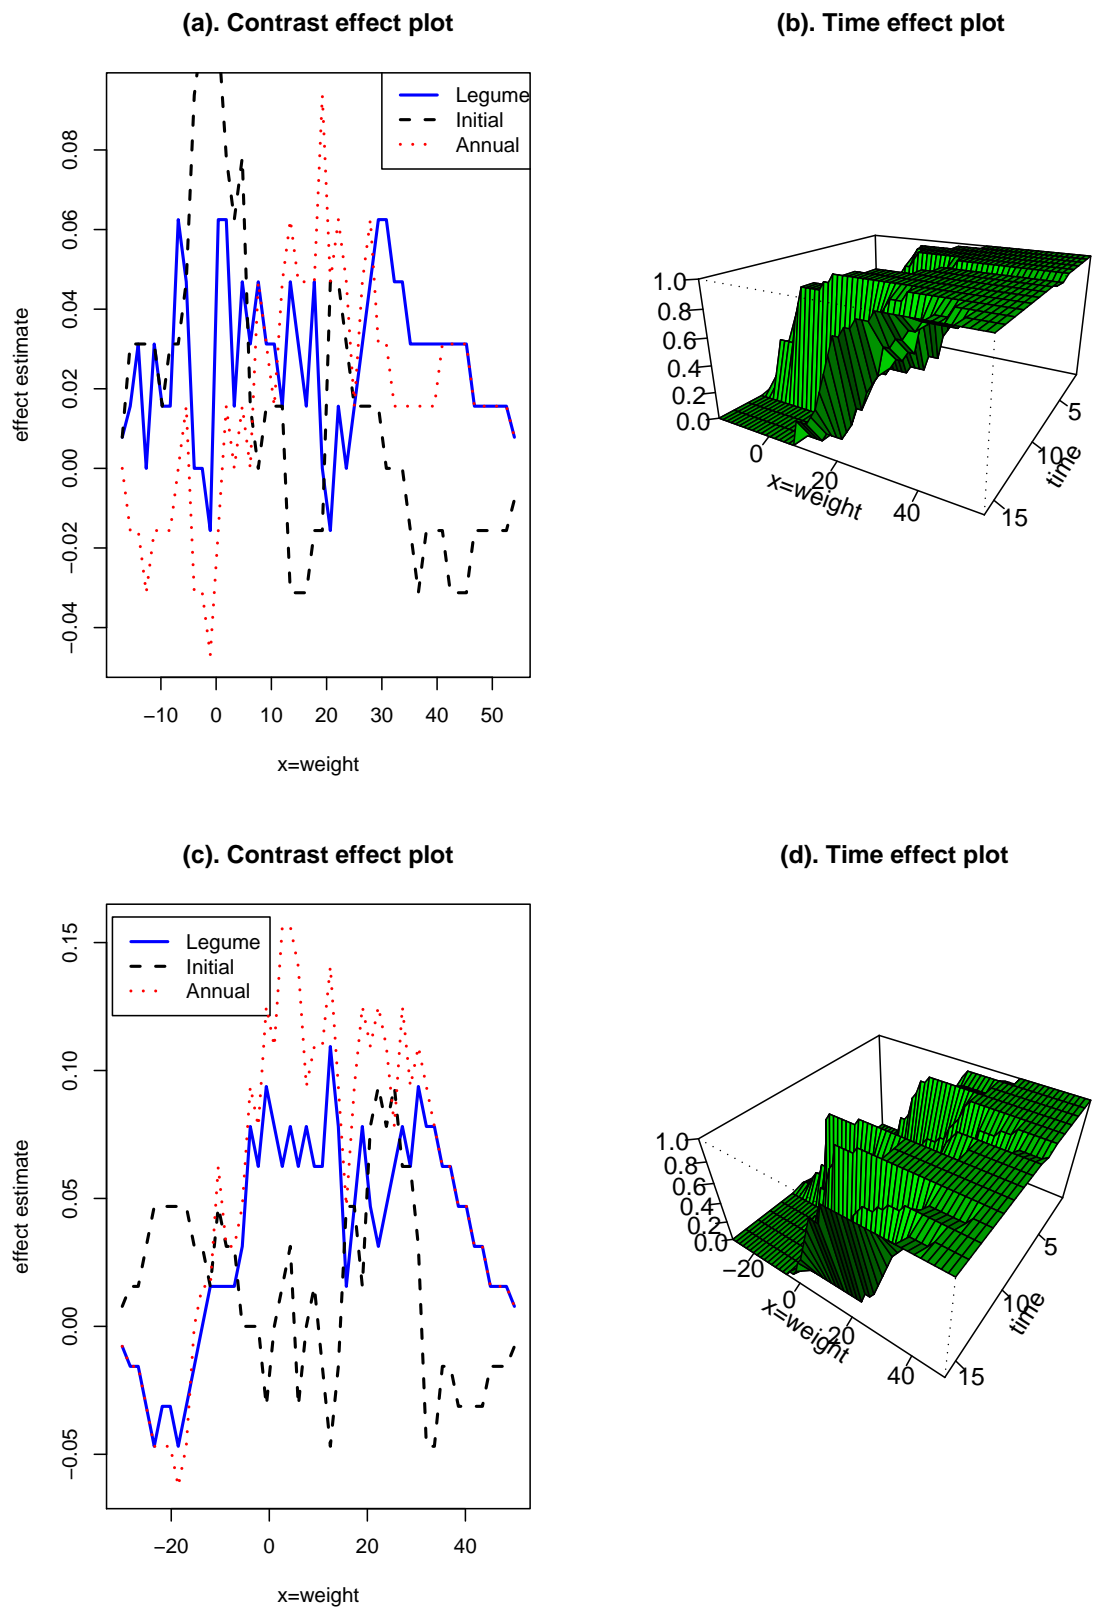 (a). Contrast effect plot
Legume
Initial
Annual
0.08
0.06
0.04
0.02
0.00
−0.02
−0.04
effect estimate
−10 0 10 20 30 40 50
x=weight
(b). Time effect plot
1.0
0.8
0.6
0.4
0.2
0.0
0
20
40
x=weight
5
10
15
time
(c). Contrast effect plot
Legume
Initial
Annual
0.15
0.10
0.05
0.00
−0.05
effect estimate
−20 0 20 40
x=weight
(d). Time effect plot
1.0
0.8
0.6
0.4
0.2
0.0
−20
0
20
40
x=weight
5
10
15
time